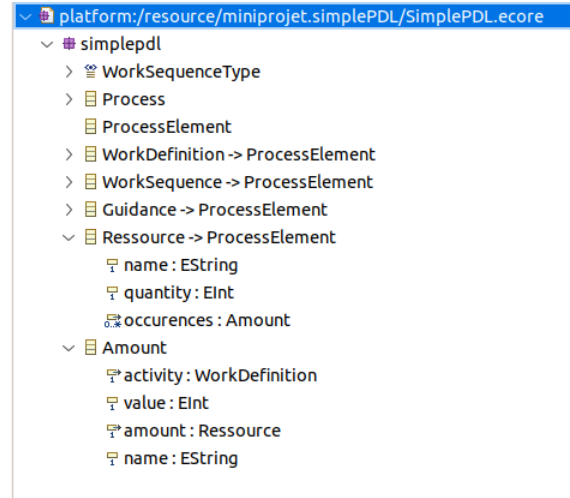 platform:/resource/miniprojet.simplePDL/SimplePDL.ecore
simplepdl
WorkSequenceType
Process
ProcessElement
WorkDefinition -> ProcessElement
WorkSequence -> ProcessElement
Guidance -> ProcessElement
Ressource -> ProcessElement
name : EString
quantity : EInt
0..* occurences : Amount
Amount
activity : WorkDefinition
value : EInt
amount : Ressource
name : EString